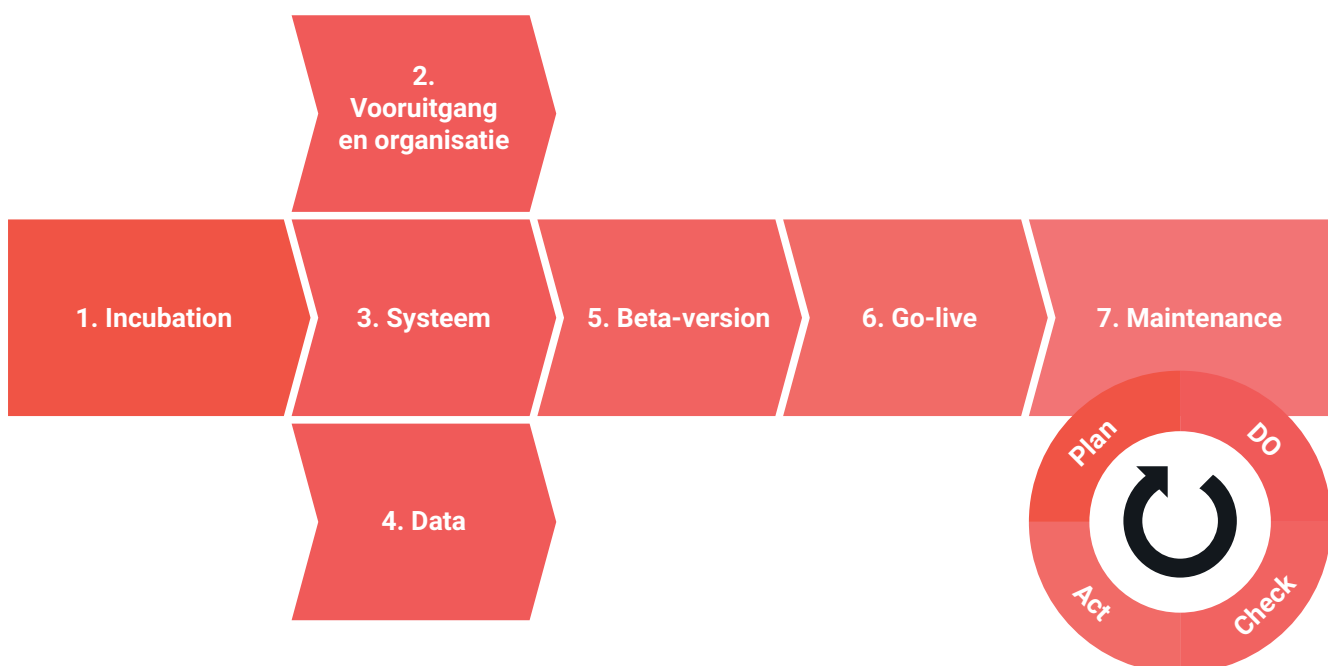 2.
Vooruitgang
en organisatie
1. Incubation
3. Systeem
5. Beta-version
6. Go-live
7. Maintenance
4. Data
Plan
DO
Act
Check